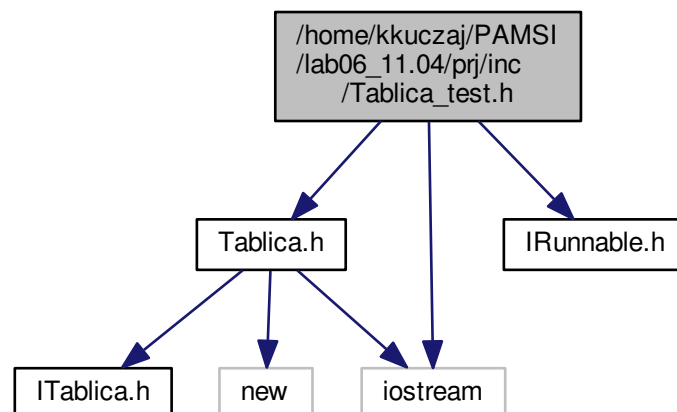 /home/kkuczaj/PAMSI
/lab06_11.04/prj/inc
/Tablica_test.h
Tablica.h
IRunnable.h
ITablica.h
new
iostream